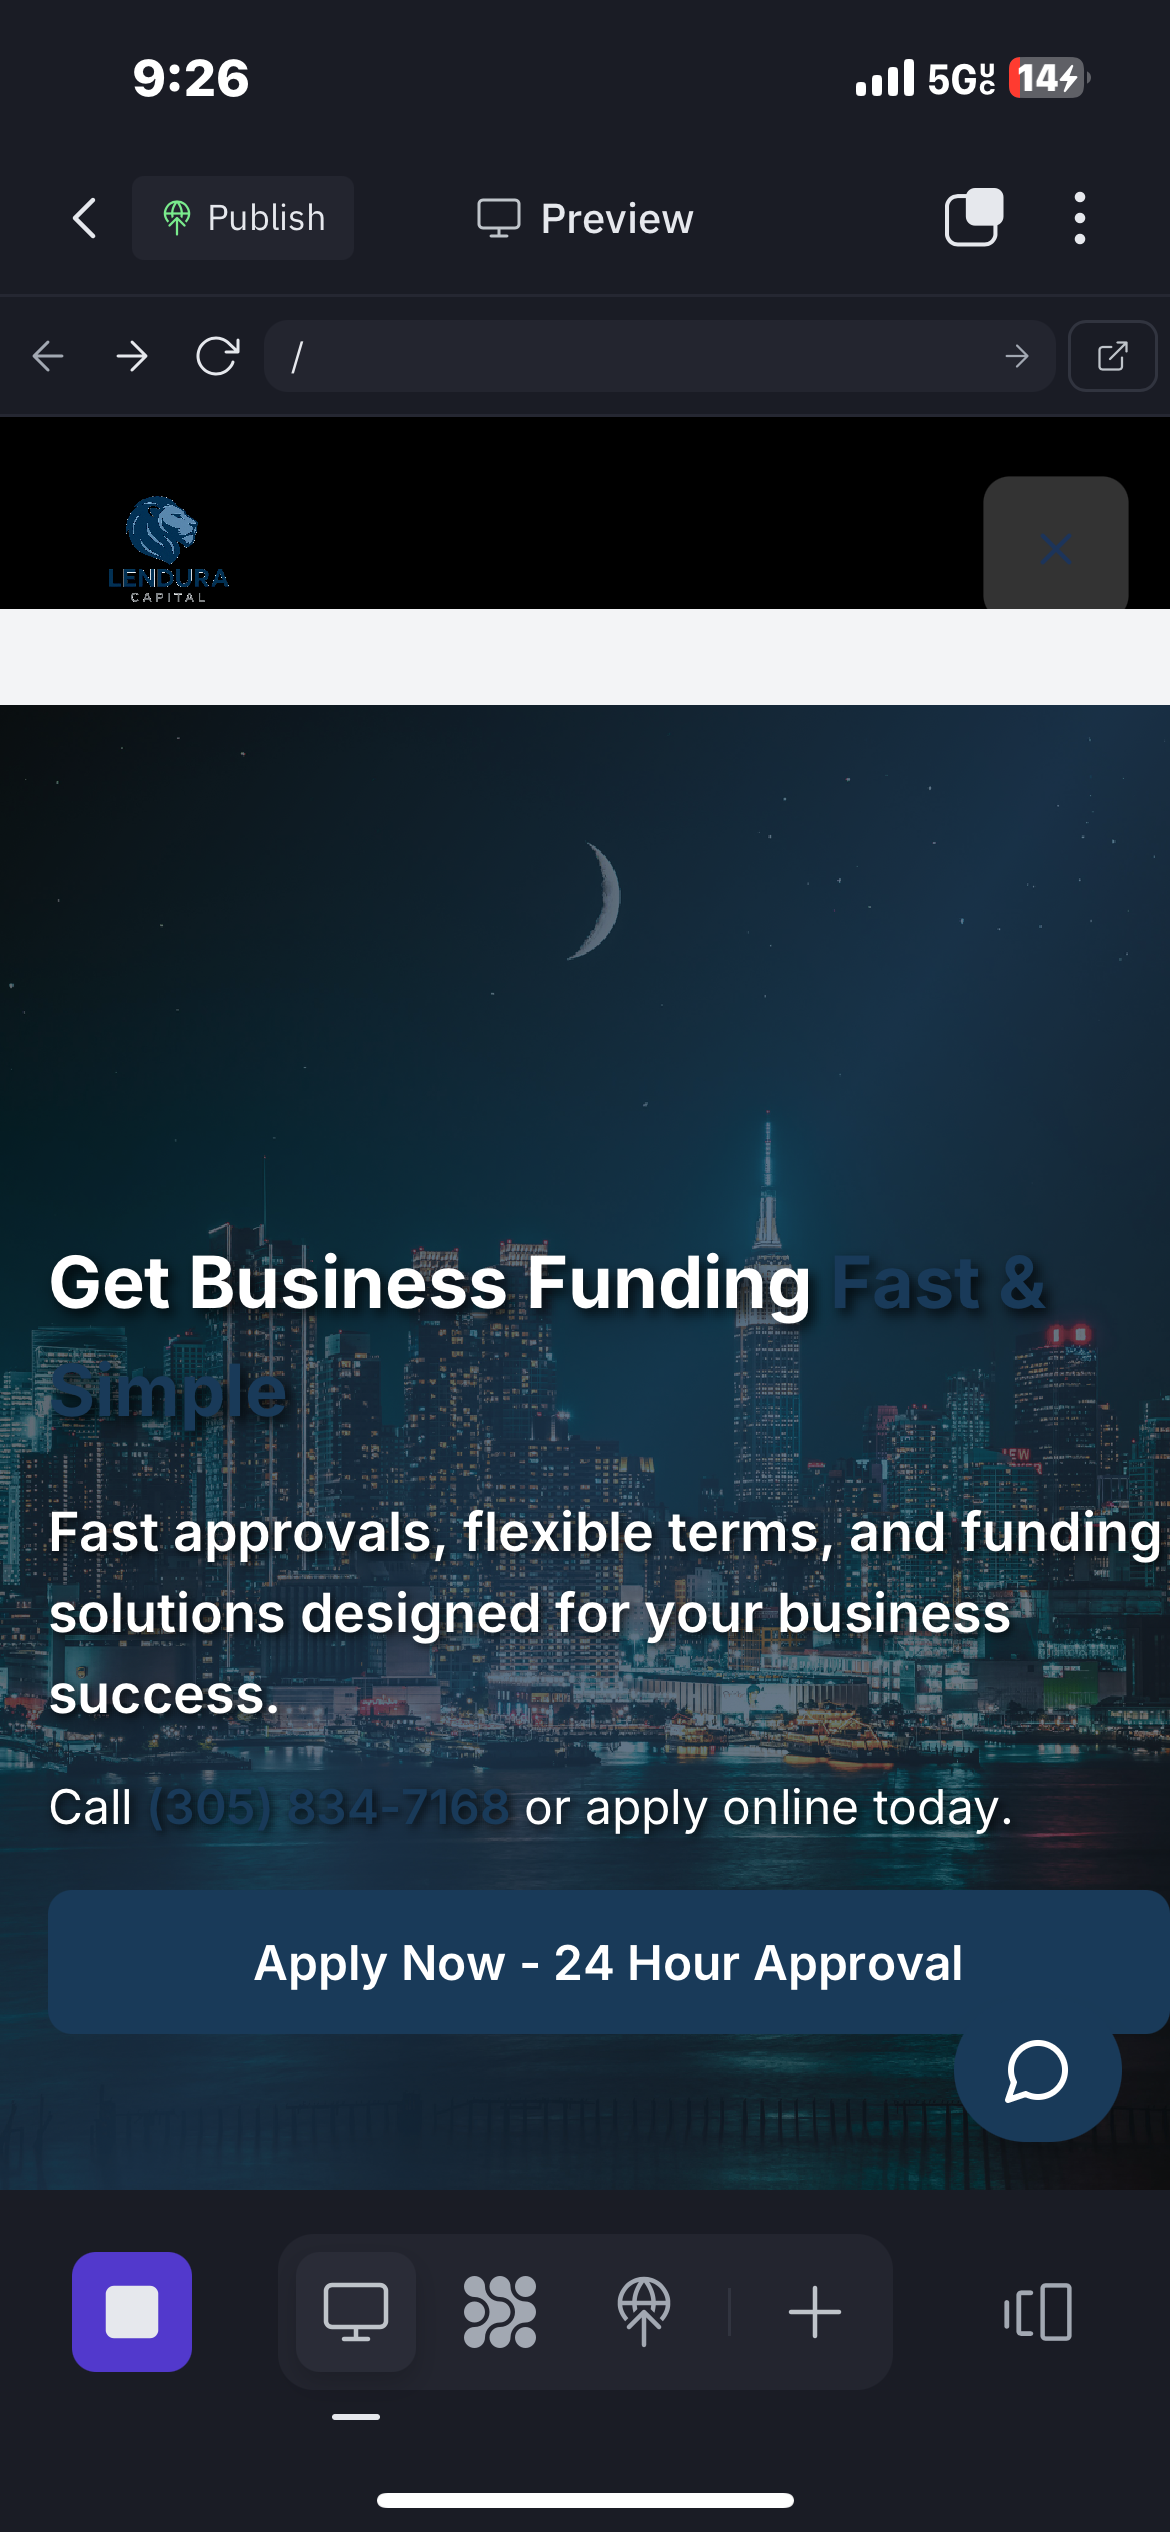 9:26
5GUC
14
Publish
Preview
/
LENDURA
CAPITAL
Get Business Funding Fast &
Simple
Fast approvals, flexible terms, and funding
solutions designed for your business
success.
Call (305) 834-7168 or apply online today.
Apply Now - 24 Hour Approval